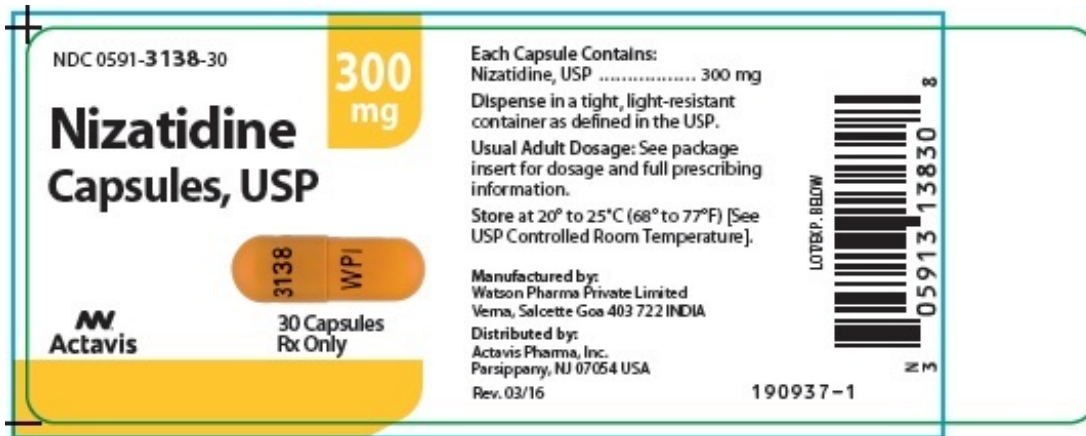 NDC 0591-3138-30
300
mg
Nizatidine
Capsules, USP
3138
WPI
30 Capsules
Rx Only
Actavis
Each Capsule Contains:
Nizatidine, USP ................. 300 mg
Dispense in a tight, light-resistant
container as defined in the USP.
Usual Adult Dosage: See package
insert for dosage and full prescribing
information.
Store at 20° to 25°C (68° to 77°F) [See
USP Controlled Room Temperature].
Manufactured by:
Watson Pharma Private Limited
Verna, Salcette Goa 403 722 INDIA
Distributed by:
Actavis Pharma, Inc.
Parsippany, NJ 07054 USA
Rev. 03/16
190937-1
LOT/EXP. BELOW
N
3
05913 13830
8